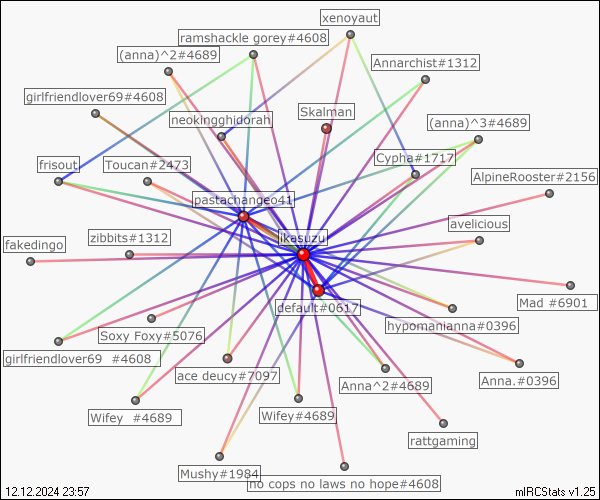 xenoyaut
ramshackle gorey#4608
(anna)^2#4689
Annarchist#1312
girlfriendlover69#4608
Skalman
neokingghidorah
(anna)^3#4689
Cypha#1717
frisout
Toucan#2473
AlpineRooster#2156
pastachangeo41
avelicious
ikasuzu
zibbits#1312
fakedingo
Mad  #6901
default#0617
hypomanianna#0396
Soxy Foxy#5076
girlfriendlover69  #4608
ace deucy#7097
Anna.#0396
Anna^2#4689
Wifey  #4689
Wifey#4689
rattgaming
Mushy#1984
no cops no laws no hope#4608
12.12.2024 23:57
mIRCStats v1.25